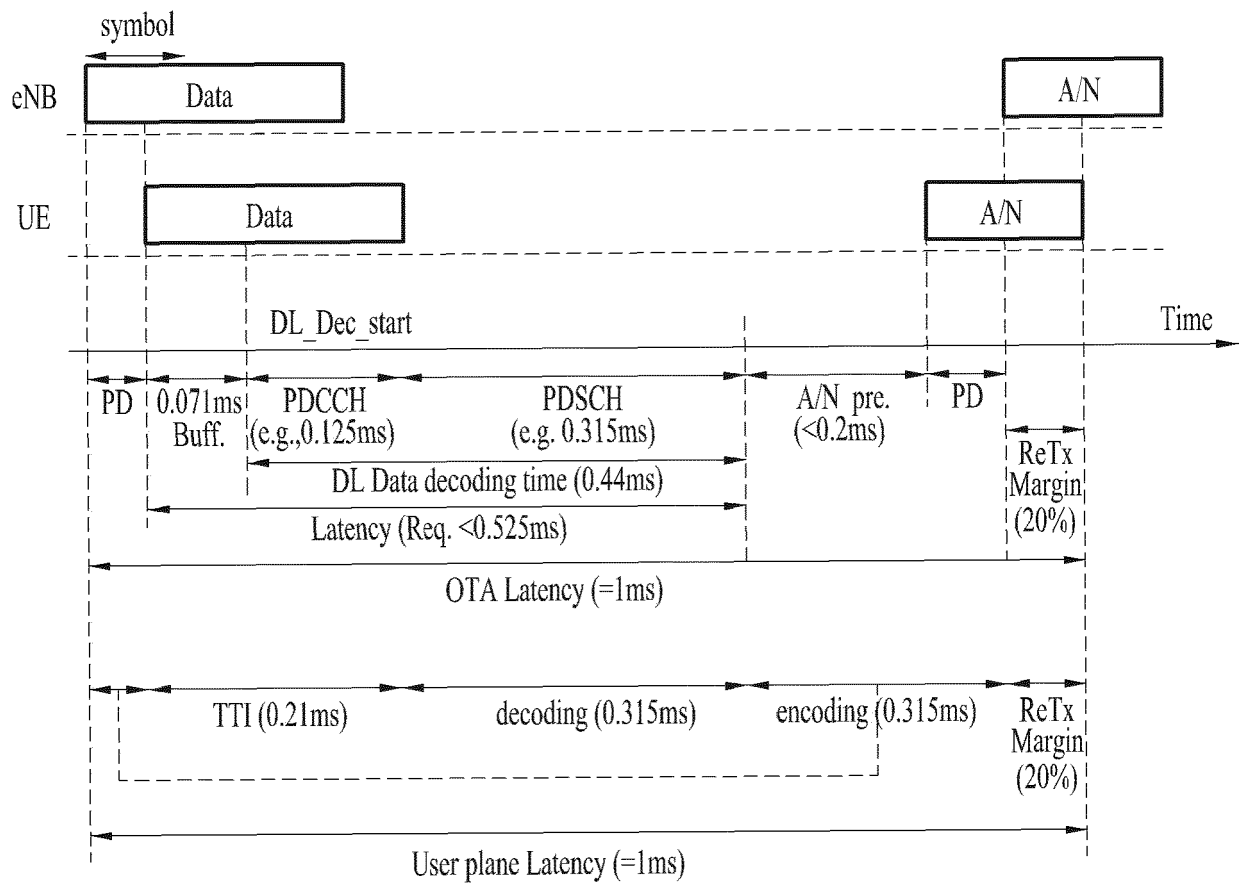 symbol
eNB
Data
A/N
UE
Data
A/N
DL_Dec_start
Time
PD
0.071ms
Buff.
PDCCH
(e.g.,0.125ms)
PDSCH
(e.g. 0.315ms)
A/N pre.
(<0.2ms)
PD
ReTx
Margin
(20%)
DL Data decoding time (0.44ms)
Latency (Req. <0.525ms)
OTA Latency (=1ms)
TTI (0.21ms)
decoding (0.315ms)
encoding (0.315ms)
ReTx
Margin
(20%)
User plane Latency (=1ms)